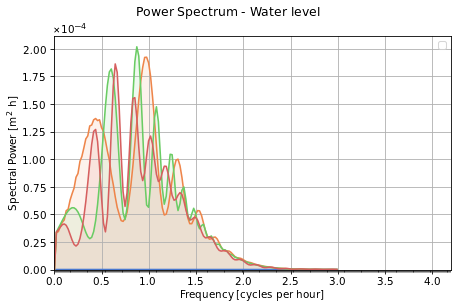 Power Spectrum - Water level
×10⁻⁴
2.00
1.75
1.50
1.25
1.00
0.75
0.50
0.25
0.00
Spectral Power [m² h]
0.0 0.5 1.0 1.5 2.0 2.5 3.0 3.5 4.0
Frequency [cycles per hour]